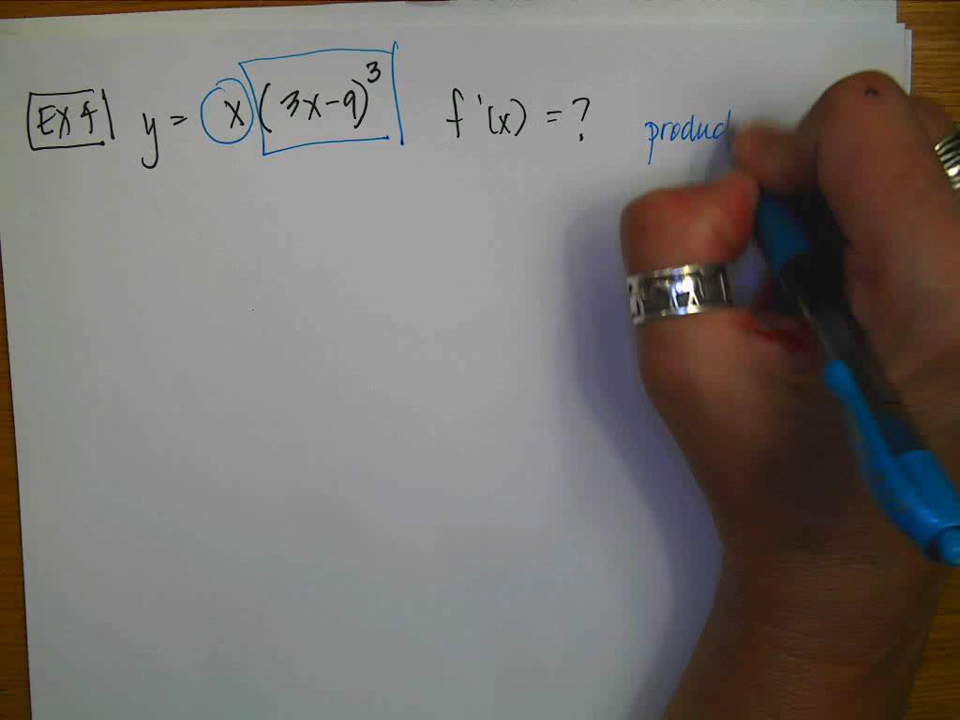 EX 4 y = x(3x-9)³ f'(x) = ? produc